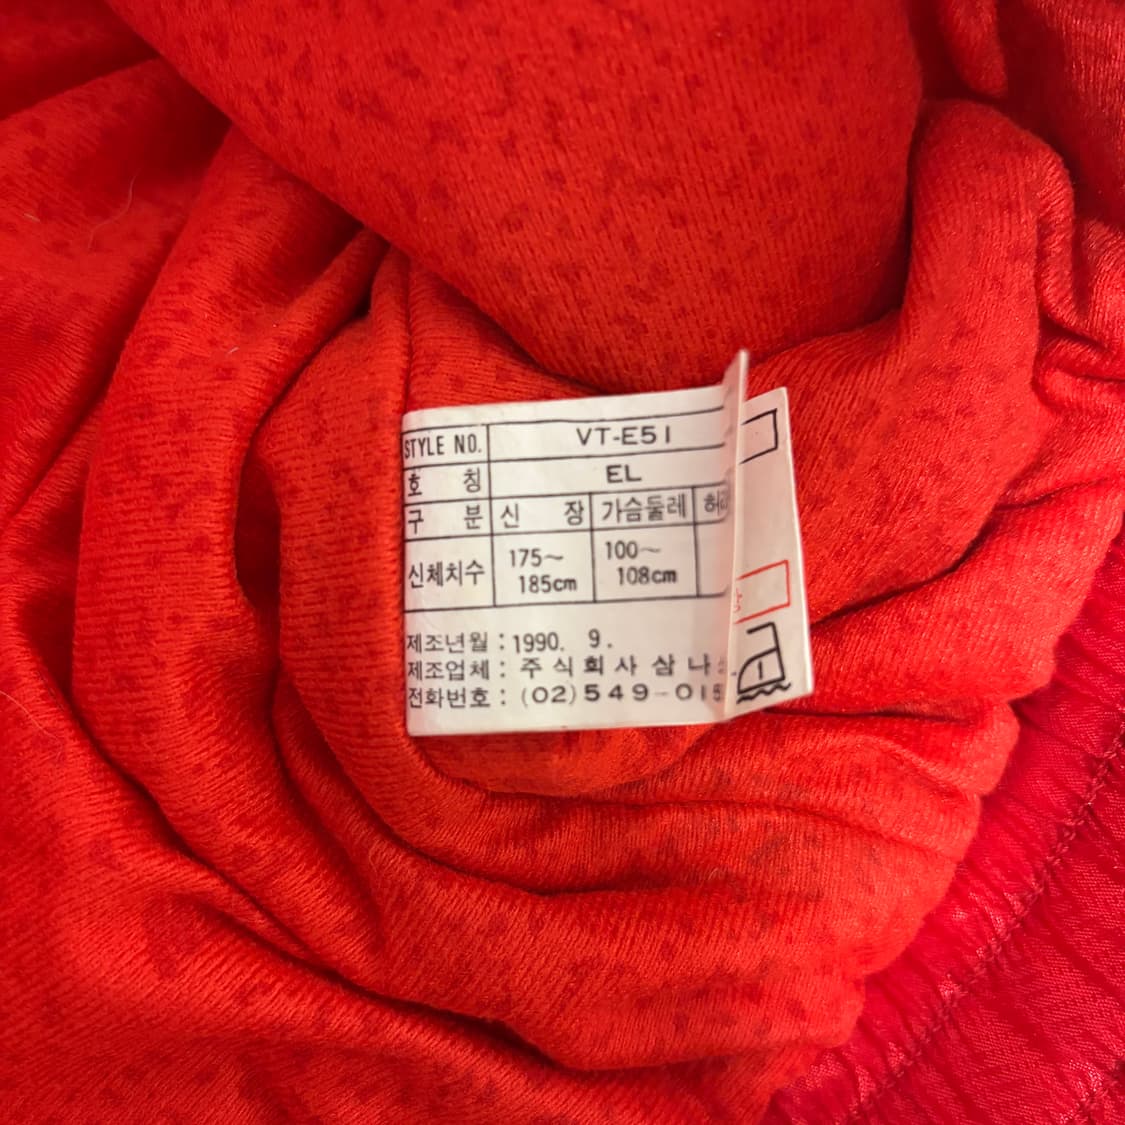 STYLE NO. VT-E51
호 칭 EL
구 분 신 장 가슴둘레
신체치수 175~185cm 100~108cm
제조년월 : 1990. 9.
제조업체 : 주식회사 삼나
전화번호 : (02)549-015